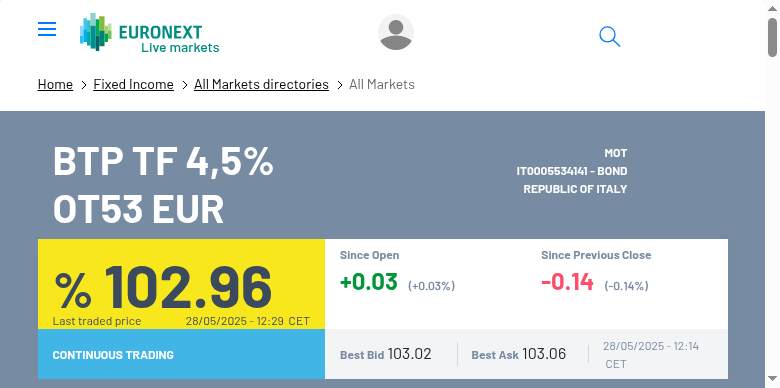 EURONEXT
Live markets
Home > Fixed Income > All Markets directories > All Markets
BTP TF 4,5%
OT53 EUR
MOT
IT0005534141 - BOND
REPUBLIC OF ITALY
% 102.96
Last traded price 28/05/2025 - 12:29 CET
Since Open
+0.03 (+0.03%)
Since Previous Close
-0.14 (-0.14%)
CONTINUOUS TRADING
Best Bid 103.02
Best Ask 103.06
28/05/2025 - 12:14
CET